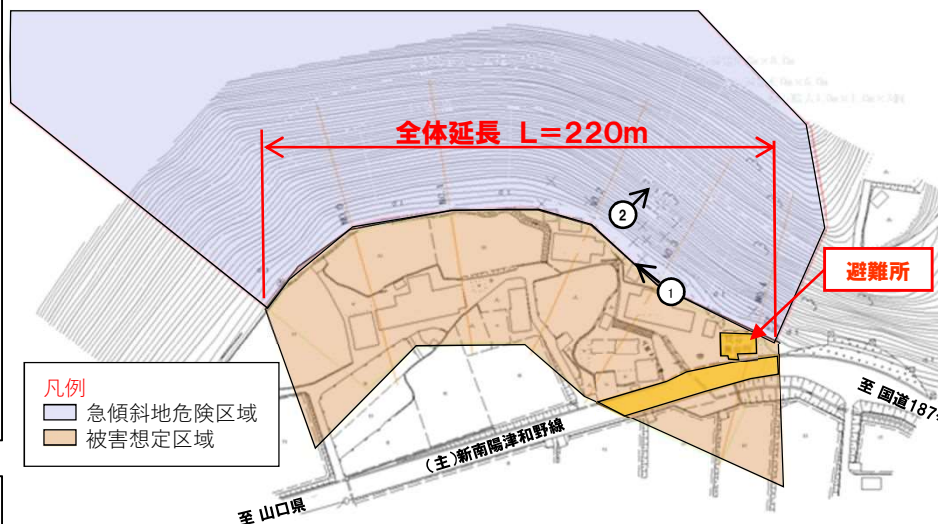 全体延長 L=220m
②
①
避難所
凡例
急傾斜地危険区域
被害想定区域
(主)新南陽津和野線
至 国道187
至 山口県